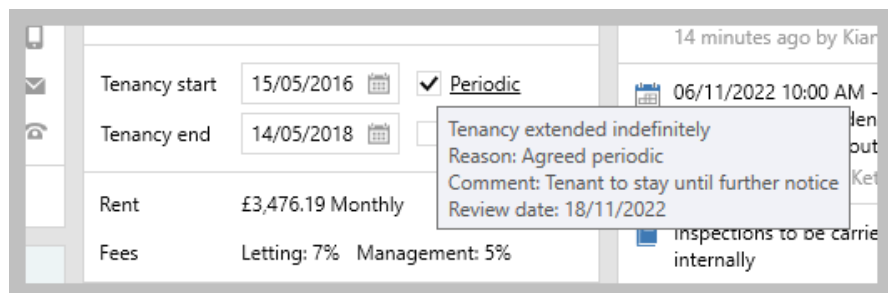 14 minutes ago by Kian
Tenancy start 15/05/2016 Periodic
06/11/2022 10:00 AM -
Tenancy end 14/05/2018
Tenancy extended indefinitely
Reason: Agreed periodic
Comment: Tenant to stay until further notice
Review date: 18/11/2022
Rent £3,476.19 Monthly
Fees Letting: 7% Management: 5%
Inspections to be carrie
internally